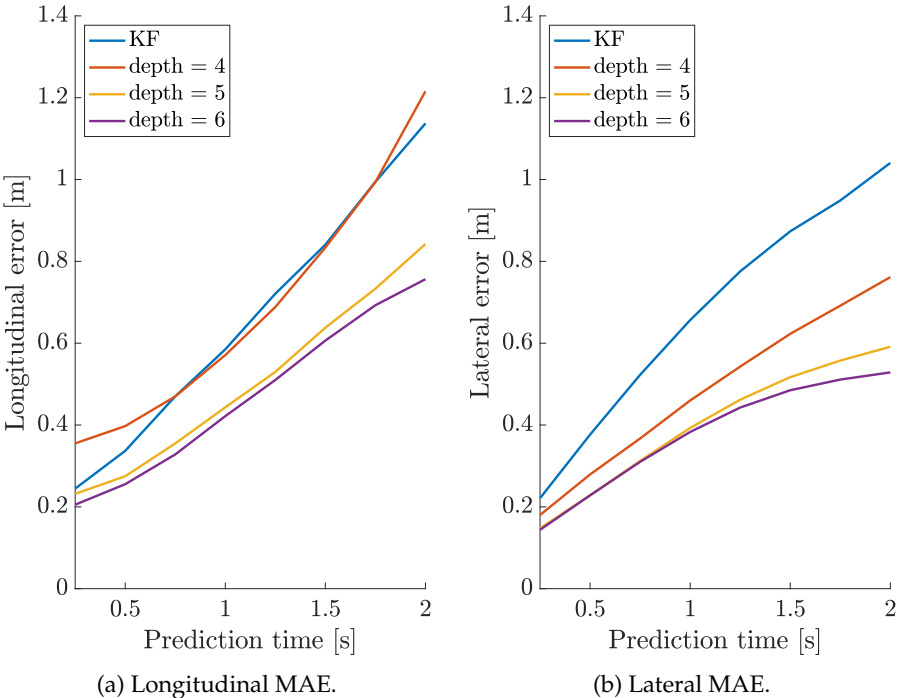 1.4
1.2
1
0.8
0.6
0.4
0.2
0
Longitudinal error [m]
KF
depth = 4
depth = 5
depth = 6
0.5 1 1.5 2
Prediction time [s]
(a) Longitudinal MAE.
1.4
1.2
1
0.8
0.6
0.4
0.2
0
Lateral error [m]
KF
depth = 4
depth = 5
depth = 6
0.5 1 1.5 2
Prediction time [s]
(b) Lateral MAE.